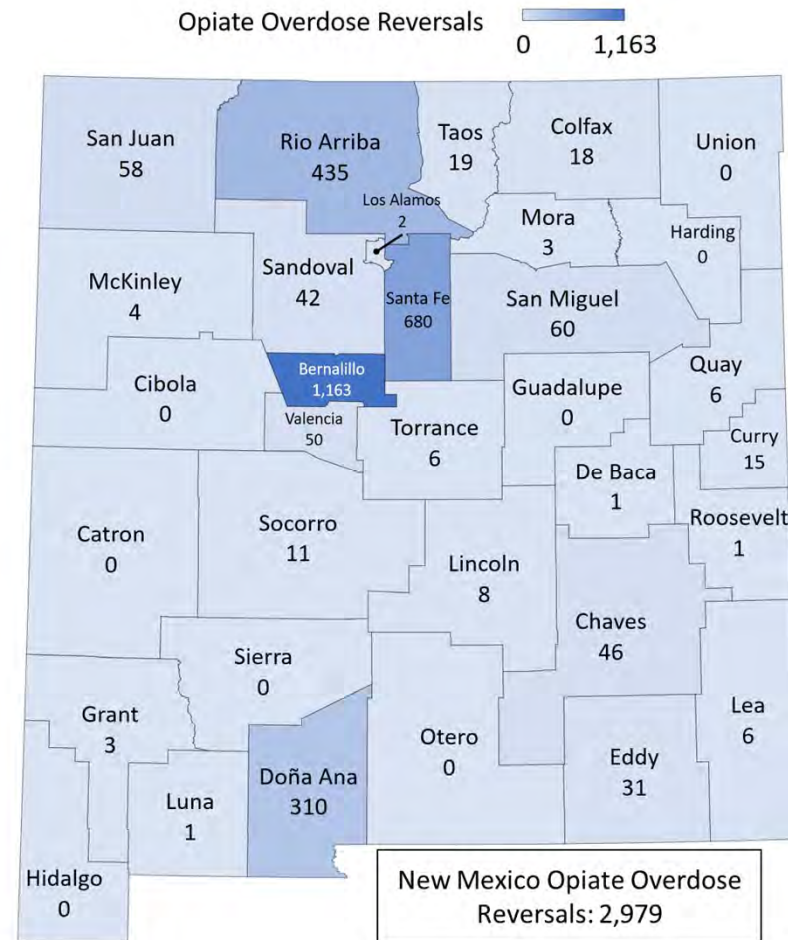 Opiate Overdose Reversals
0 1,163
San Juan
58
Rio Arriba
435
Taos
19
Colfax
18
Union
0
Los Alamos
2
Mora
3
Harding
0
McKinley
4
Sandoval
42
Santa Fe
680
San Miguel
60
Cibola
0
Bernalillo
1,163
Valencia
50
Torrance
6
Guadalupe
0
Quay
6
Curry
15
De Baca
1
Roosevelt
1
Catron
0
Socorro
11
Lincoln
8
Chaves
46
Sierra
0
Grant
3
Lea
6
Otero
0
Eddy
31
Doña Ana
310
Luna
1
Hidalgo
0
New Mexico Opiate Overdose
Reversals: 2,979